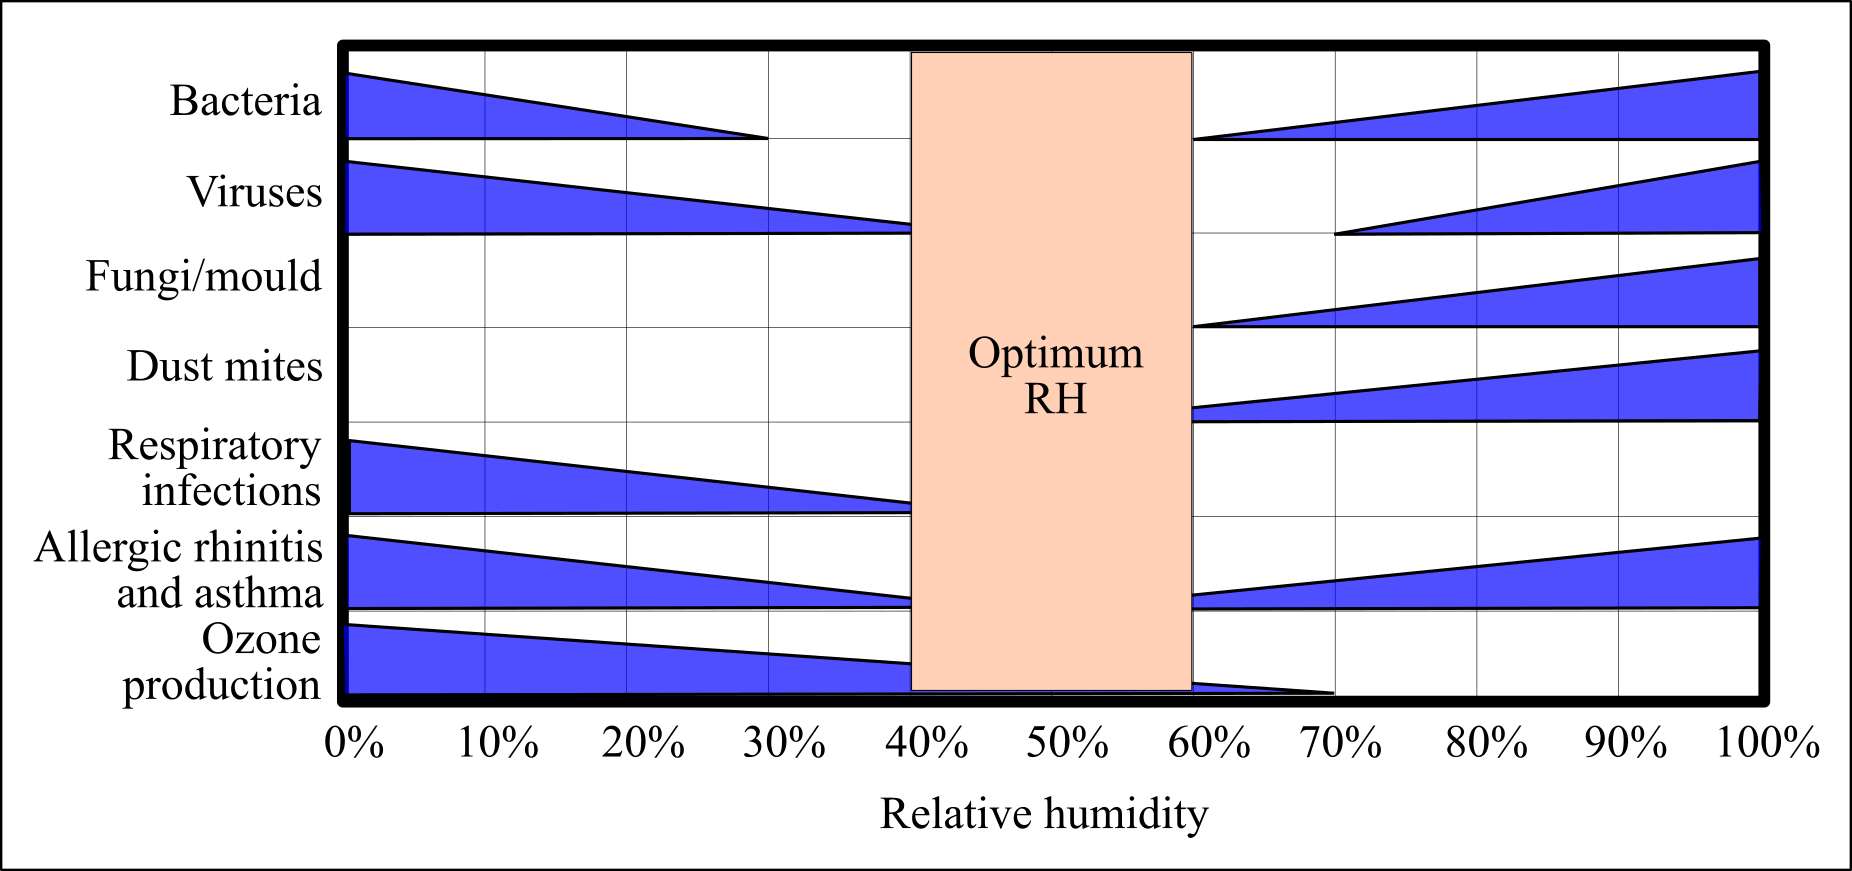 Bacteria
Viruses
Fungi/mould
Dust mites
Respiratory
infections
Allergic rhinitis
and asthma
Ozone
production
Optimum
RH
0% 10% 20% 30% 40% 50% 60% 70% 80% 90% 100%
Relative humidity